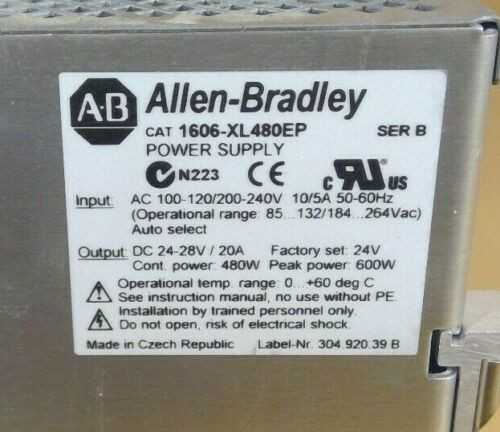 A-B Allen-Bradley
CAT 1606-XL480EP SER B
POWER SUPPLY
N223 CE c UR US
Input: AC 100-120/200-240V 10/5A 50-60Hz
(Operational range: 85...132/184...264Vac)
Auto select
Output: DC 24-28V / 20A Factory set: 24V
Cont. power: 480W Peak power: 600W
Operational temp. range: 0...+60 deg C
See instruction manual, no use without PE.
Installation by trained personnel only.
Do not open, risk of electrical shock.
Made in Czech Republic Label-Nr. 304.920.39 B